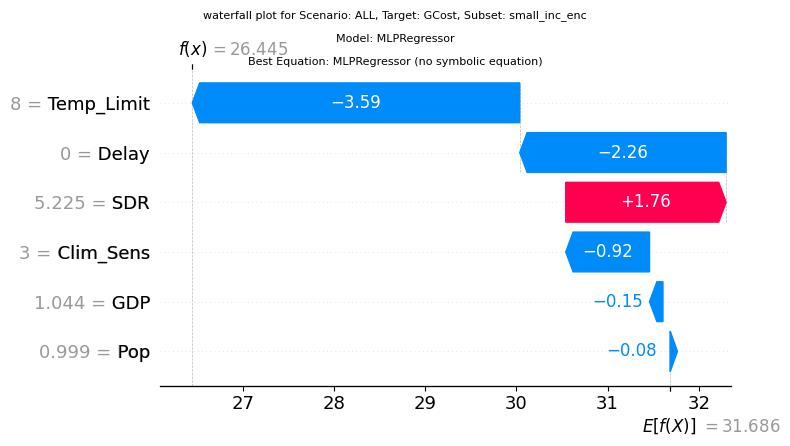 waterfall plot for Scenario: ALL, Target: GCost, Subset: small_inc_enc
Model: MLPRegressor
f(x) = 26.445
Best Equation: MLPRegressor (no symbolic equation)
8 = Temp_Limit −3.59
0 = Delay −2.26
5.225 = SDR +1.76
3 = Clim_Sens −0.92
1.044 = GDP −0.15
0.999 = Pop −0.08
27 28 29 30 31 32
E[f(X)] = 31.686